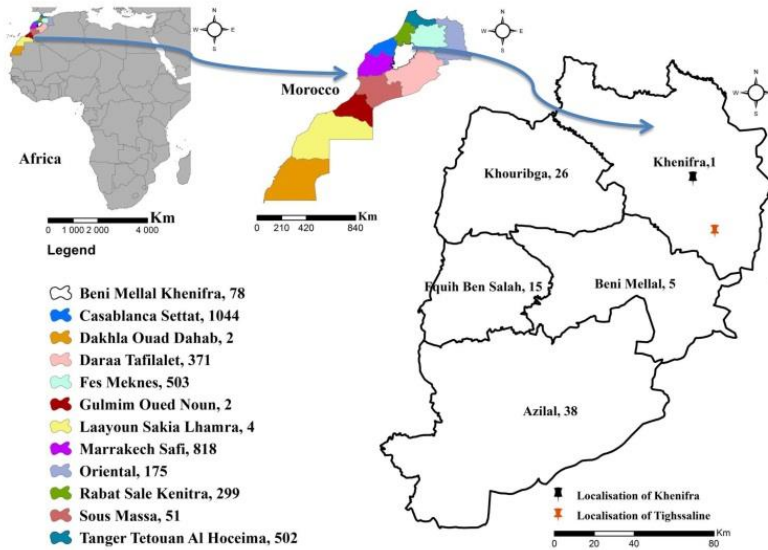 N
W E
S
Africa
Km
0 1 000 2 000 4 000
Legend
Beni Mellal Khenifra, 78
Casablanca Settat, 1044
Dakhla Ouad Dahab, 2
Daraa Tafilalet, 371
Fes Meknes, 503
Gulmim Oued Noun, 2
Laayoun Sakia Lhamra, 4
Marrakech Safi, 818
Oriental, 175
Rabat Sale Kenitra, 299
Sous Massa, 51
Tanger Tetouan Al Hoceima, 502
N
W E
S
Morocco
Km
0 210 420 840
N
W E
S
Khenifra,1
Khouribga, 26
Fquih Ben Salah, 15
Beni Mellal, 5
Azilal, 38
Localisation of Khenifra
Localisation of Tighssaline
Km
0 20 40 80